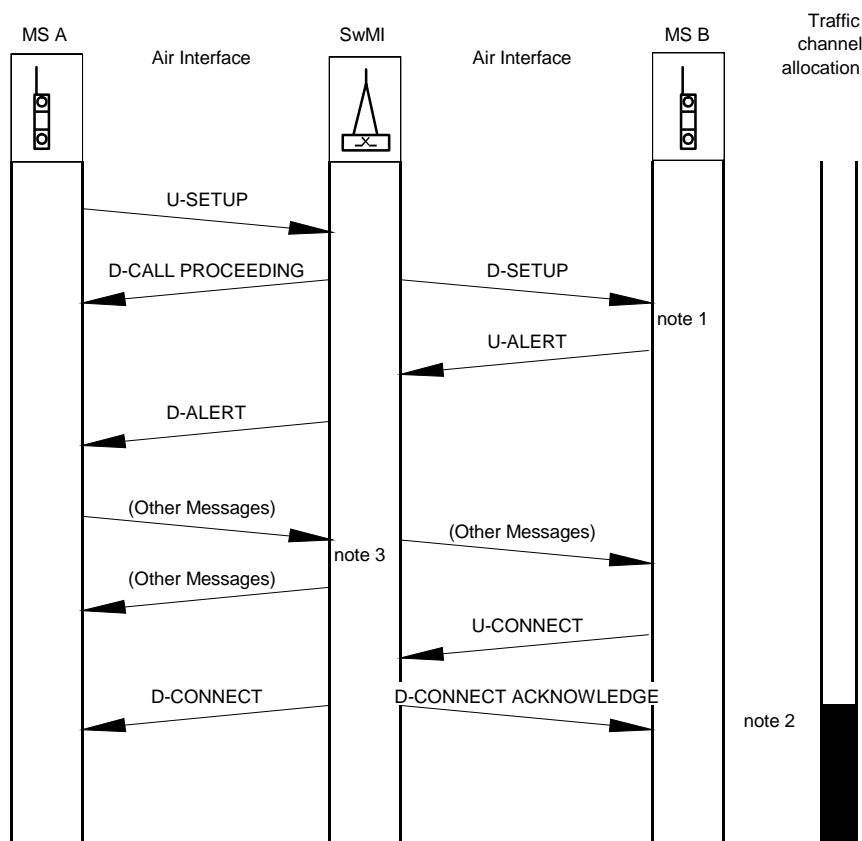 Traffic
channel
allocation
MS A
Air Interface
SwMI
Air Interface
MS B
U-SETUP
D-CALL PROCEEDING
D-SETUP
note 1
U-ALERT
D-ALERT
(Other Messages)
(Other Messages)
note 3
(Other Messages)
U-CONNECT
D-CONNECT
D-CONNECT ACKNOWLEDGE
note 2